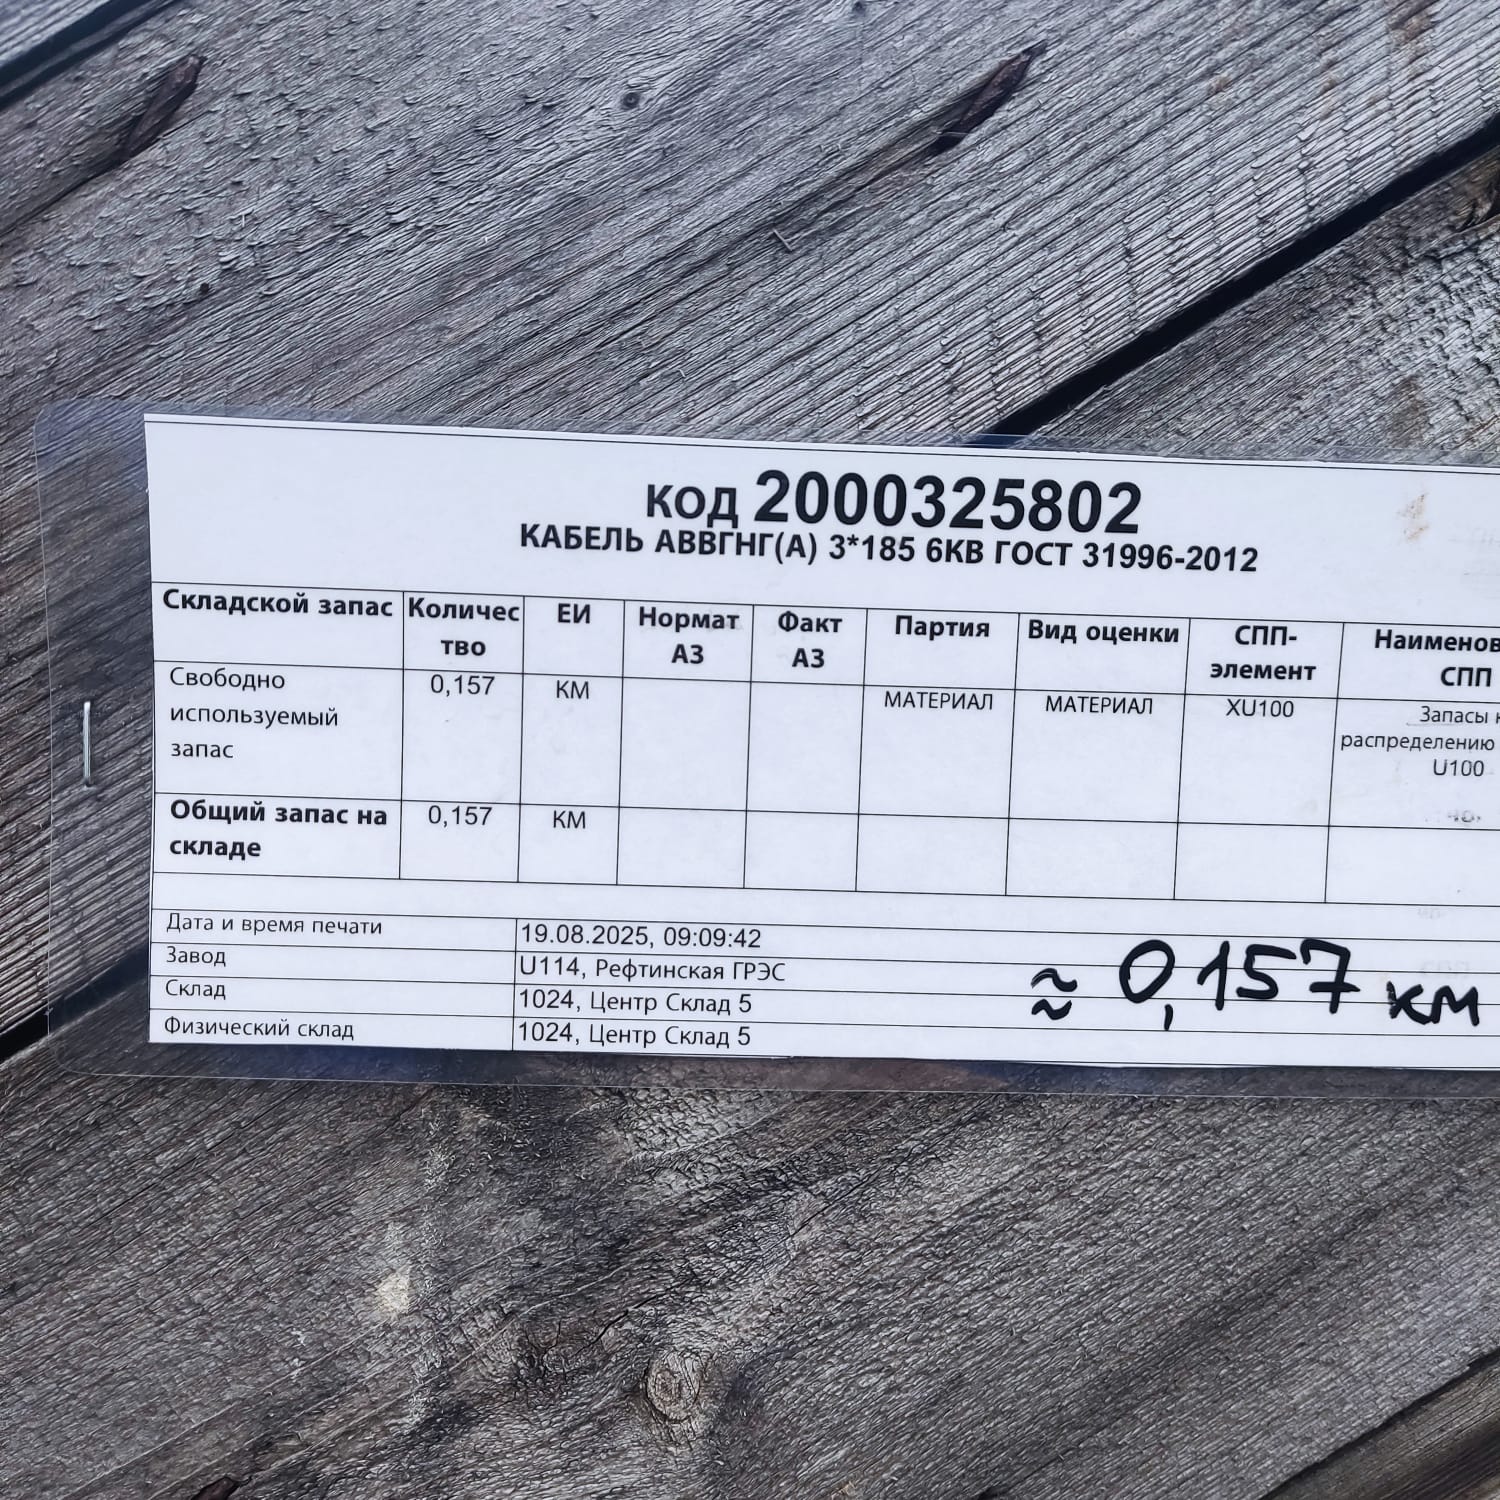 код 2000325802
КАБЕЛЬ АВВГНГ(А) 3*185 6КВ ГОСТ 31996-2012
Складской запас Количес тво ЕИ Нормат АЗ Факт АЗ Партия Вид оценки СПП-элемент СПП
Свободно используемый запас 0,157 КМ МАТЕРИАЛ МАТЕРИАЛ XU100 Запасы распределению U100
Общий запас на складе 0,157 КМ
Дата и время печати 19.08.2025, 09:09:42
Завод U114, Рефтинская ГРЭС
Склад 1024, Центр Склад 5
Физический склад 1024, Центр Склад 5
≈ 0,157 км